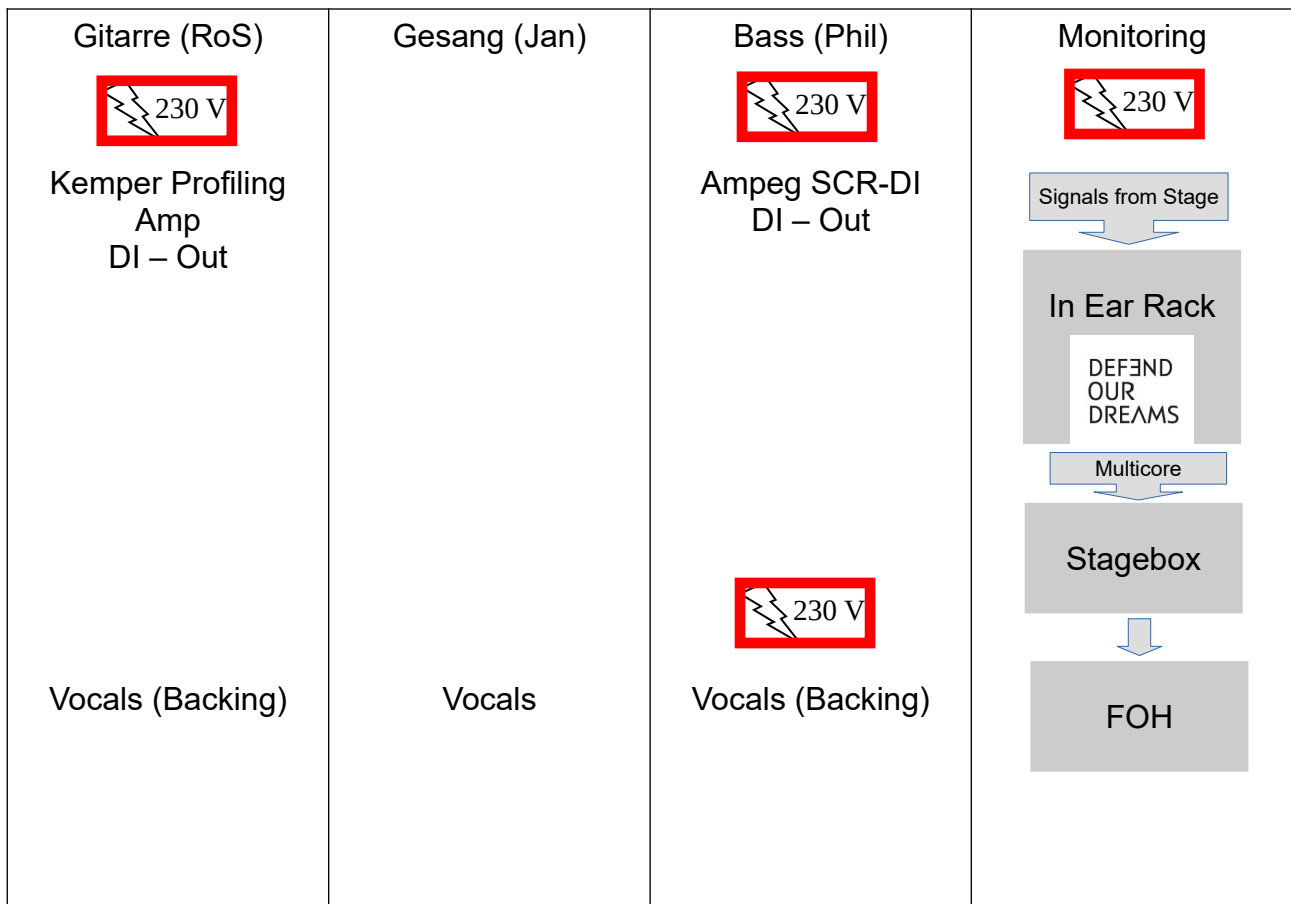 Gitarre (RoS)
230 V
Kemper Profiling
Amp
DI – Out
Vocals (Backing)
Gesang (Jan)
Vocals
Bass (Phil)
230 V
Ampeg SCR-DI
DI – Out
230 V
Vocals (Backing)
Monitoring
230 V
Signals from Stage
In Ear Rack
DEFƎND
OUR
DREΛMS
Multicore
Stagebox
FOH